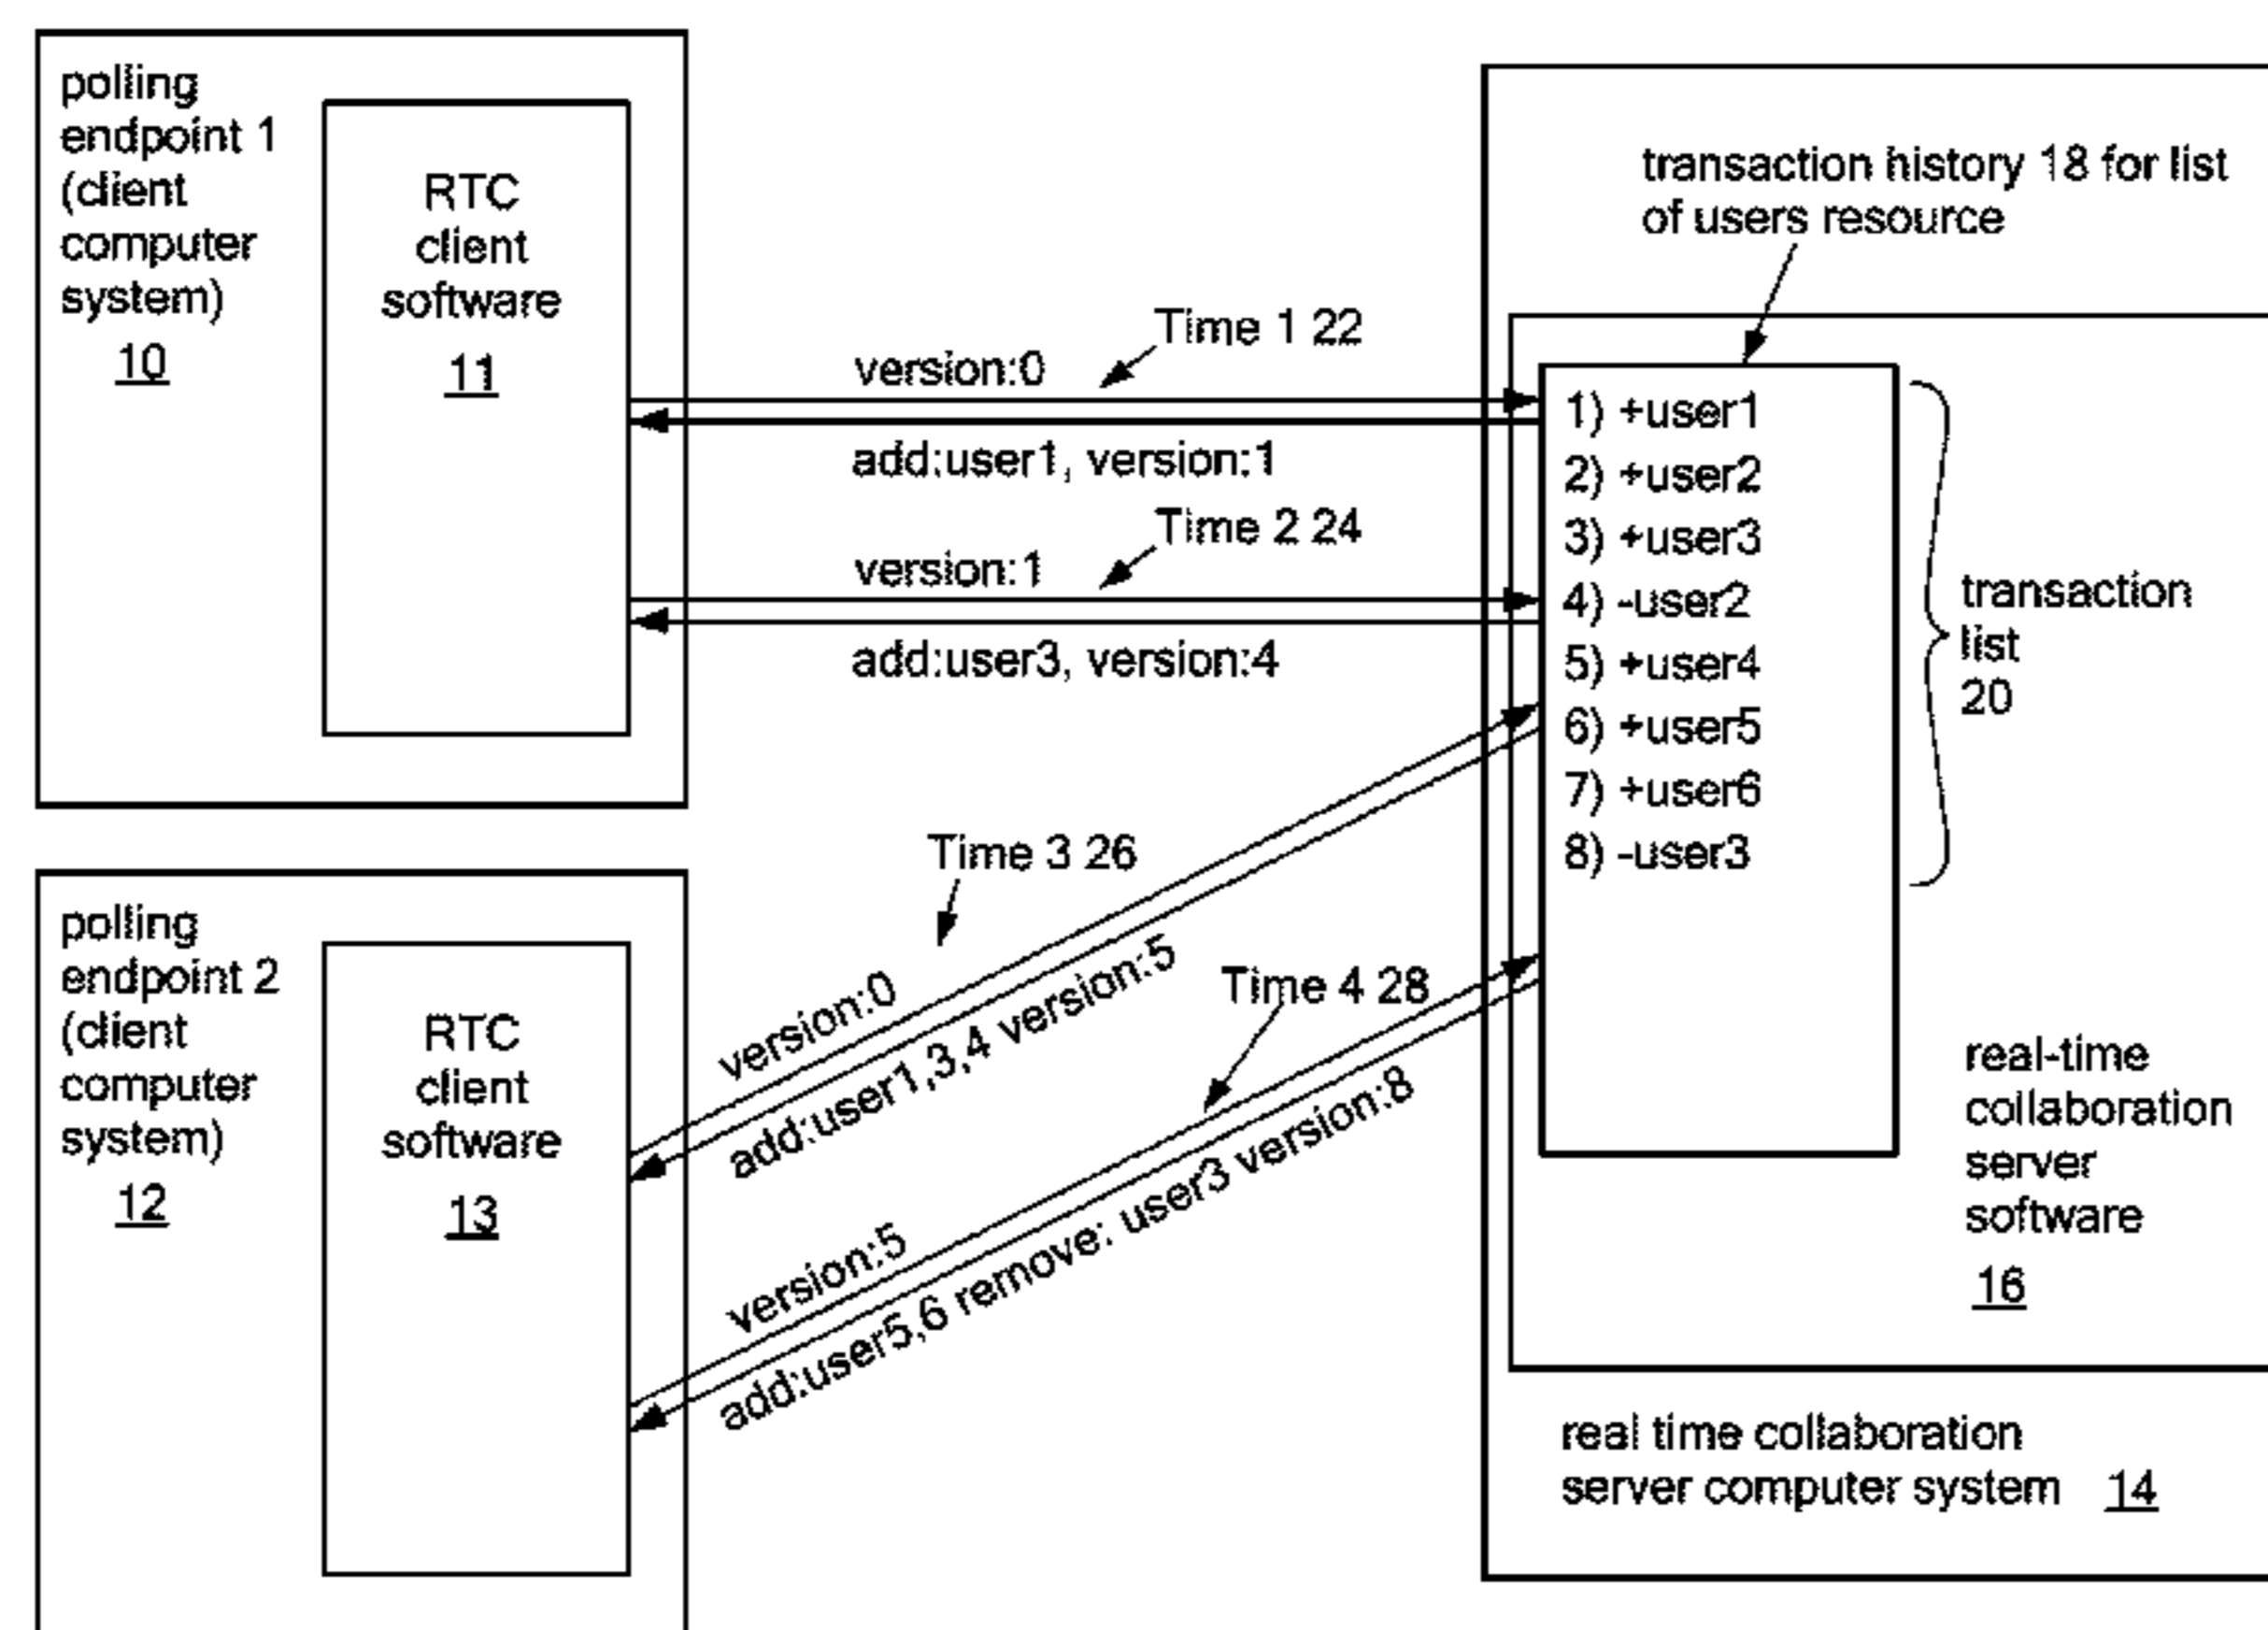 polling
endpoint 1
(client
computer
system)
10
RTC
client
software
11
version:0
Time 1 22
add:user1, version:1
version:1
Time 2 24
add:user3, version:4
transaction history 18 for list
of users resource
1) +user1
2) +user2
3) +user3
4) -user2
5) +user4
6) +user5
7) +user6
8) -user3
transaction
list
20
polling
endpoint 2
(client
computer
system)
12
RTC
client
software
13
Time 3 26
version:0
add:user1,3,4 version:5
Time 4 28
version:5
add:user5,6 remove: user3 version:8
real-time
collaboration
server
software
16
real time collaboration
server computer system 14